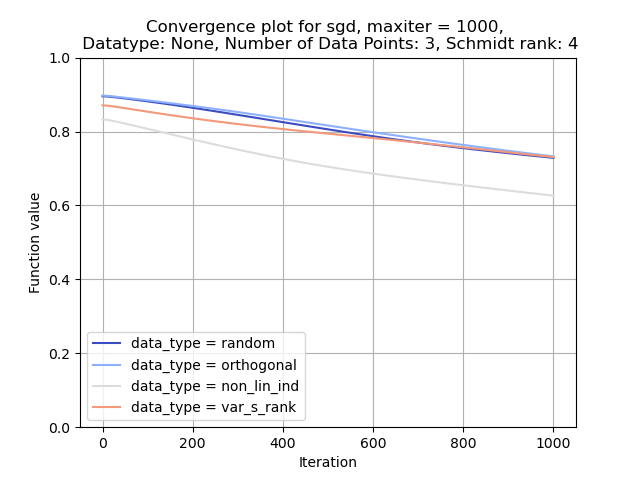 Convergence plot for sgd, maxiter = 1000,
Datatype: None, Number of Data Points: 3, Schmidt rank: 4
1.0
0.8
0.6
0.4
0.2
0.0
Function value
data_type = random
data_type = orthogonal
data_type = non_lin_ind
data_type = var_s_rank
0 200 400 600 800 1000
Iteration